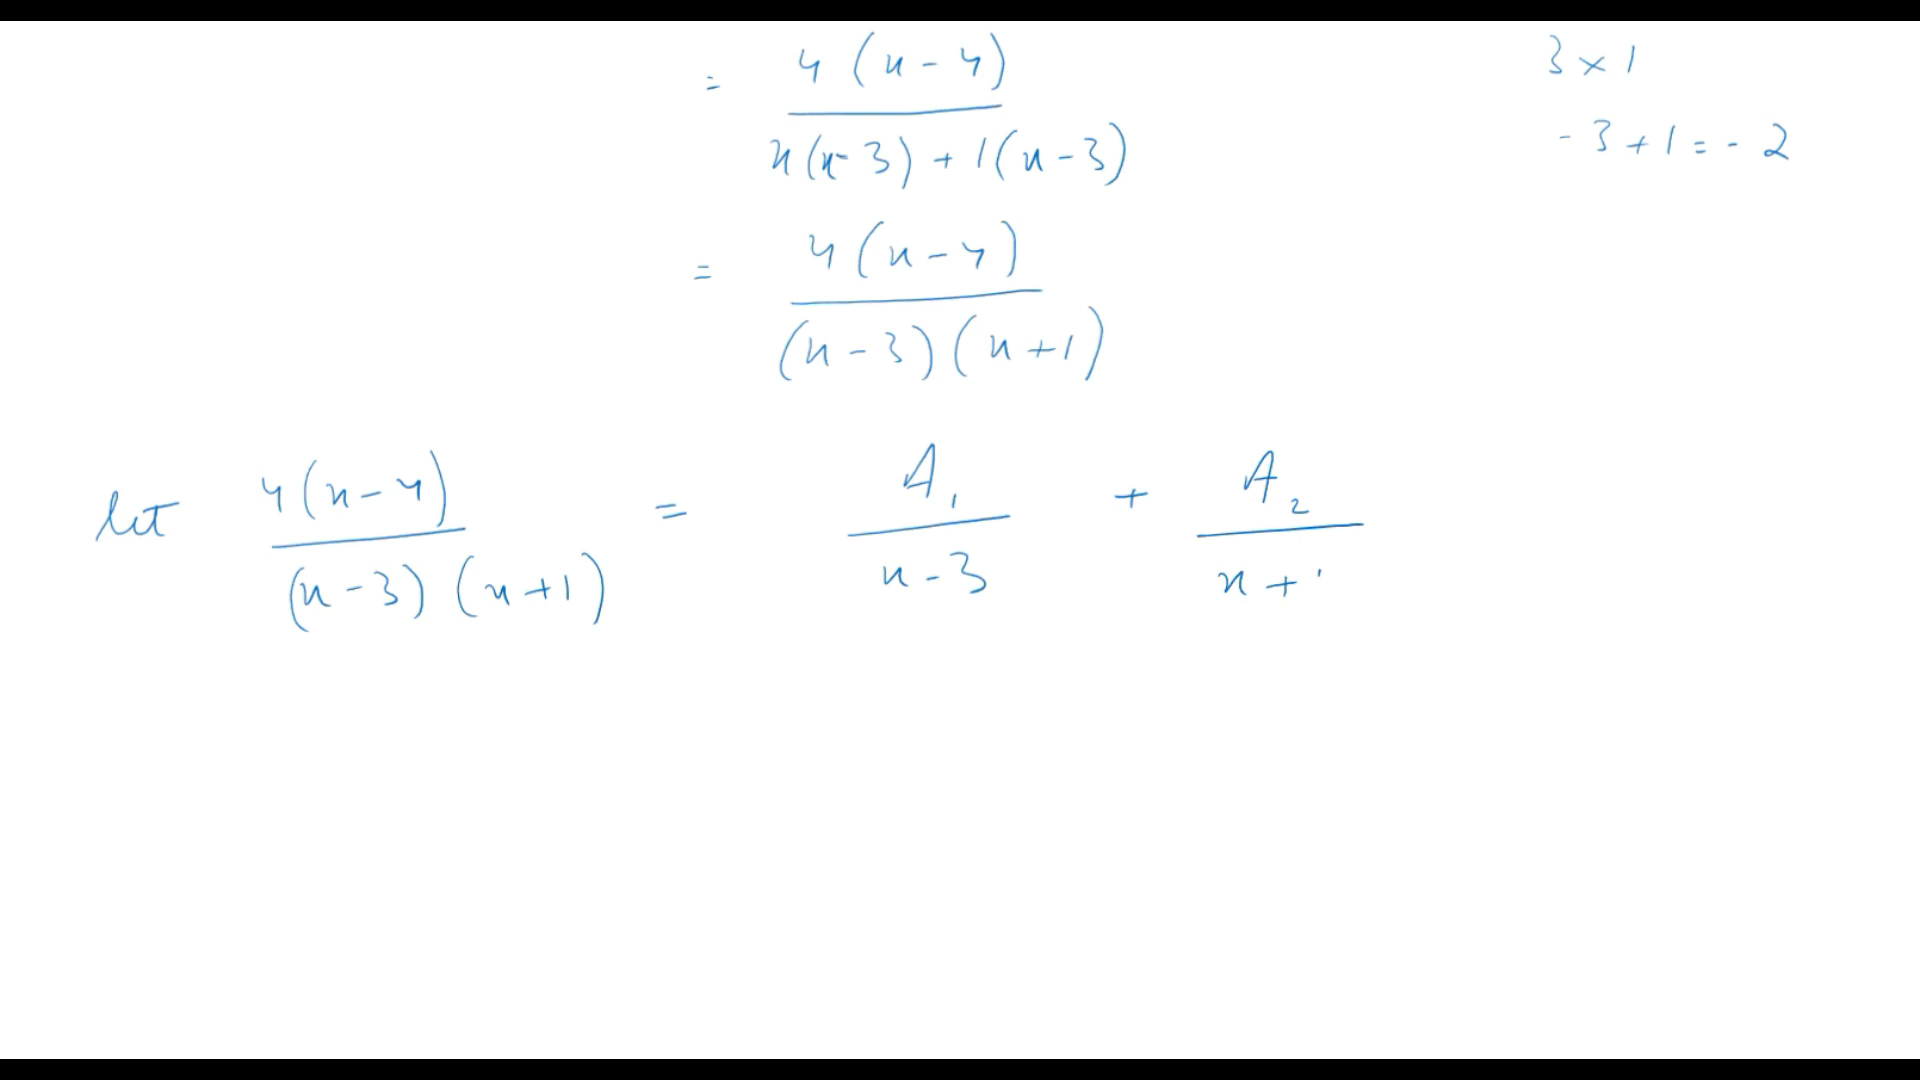 = 4 (x - 4) / x(x - 3) + 1(x - 3)
3 × 1
- 3 + 1 = - 2
= 4 (x - 4) / (x - 3) (x + 1)
let 4 (x - 4) / (x - 3) (x + 1) = A₁ / x - 3 + A₂ / x +